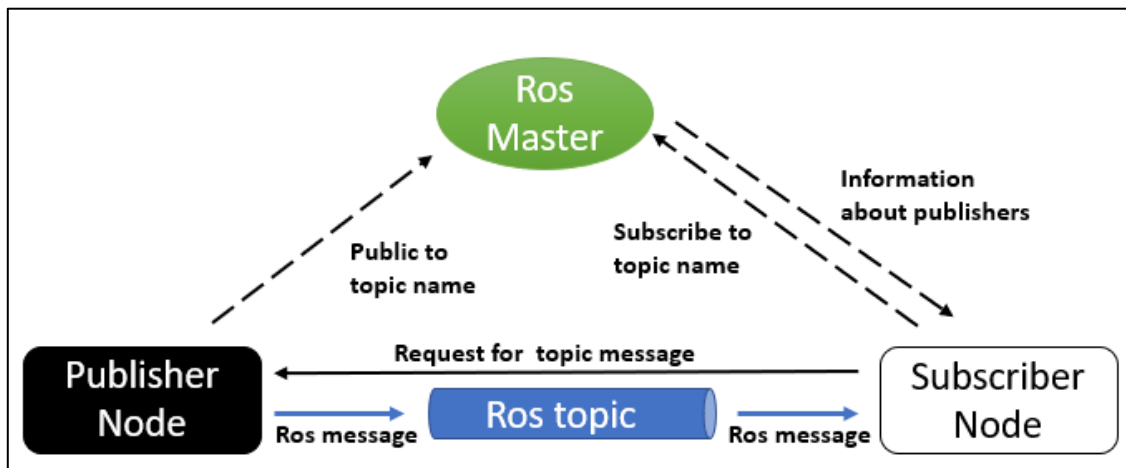 Ros
Master
Information
about publishers
Public to
topic name
Subscribe to
topic name
Request for topic message
Publisher
Node
Ros message
Ros topic
Ros message
Subscriber
Node